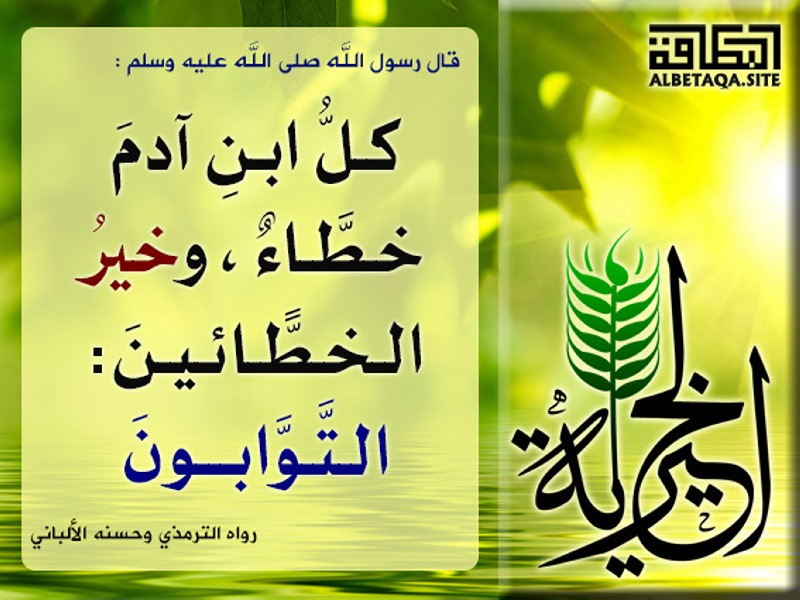 قال رسول الله صلى الله عليه وسلم :
كلُّ ابنِ آدمَ
خطَّاءٌ ، وخيرُ
الخطَّائينَ :
التَّوَّابونَ
رواه الترمذي وحسنه الألباني
البطاقة
ALBETAQA.SITE
الخيرية